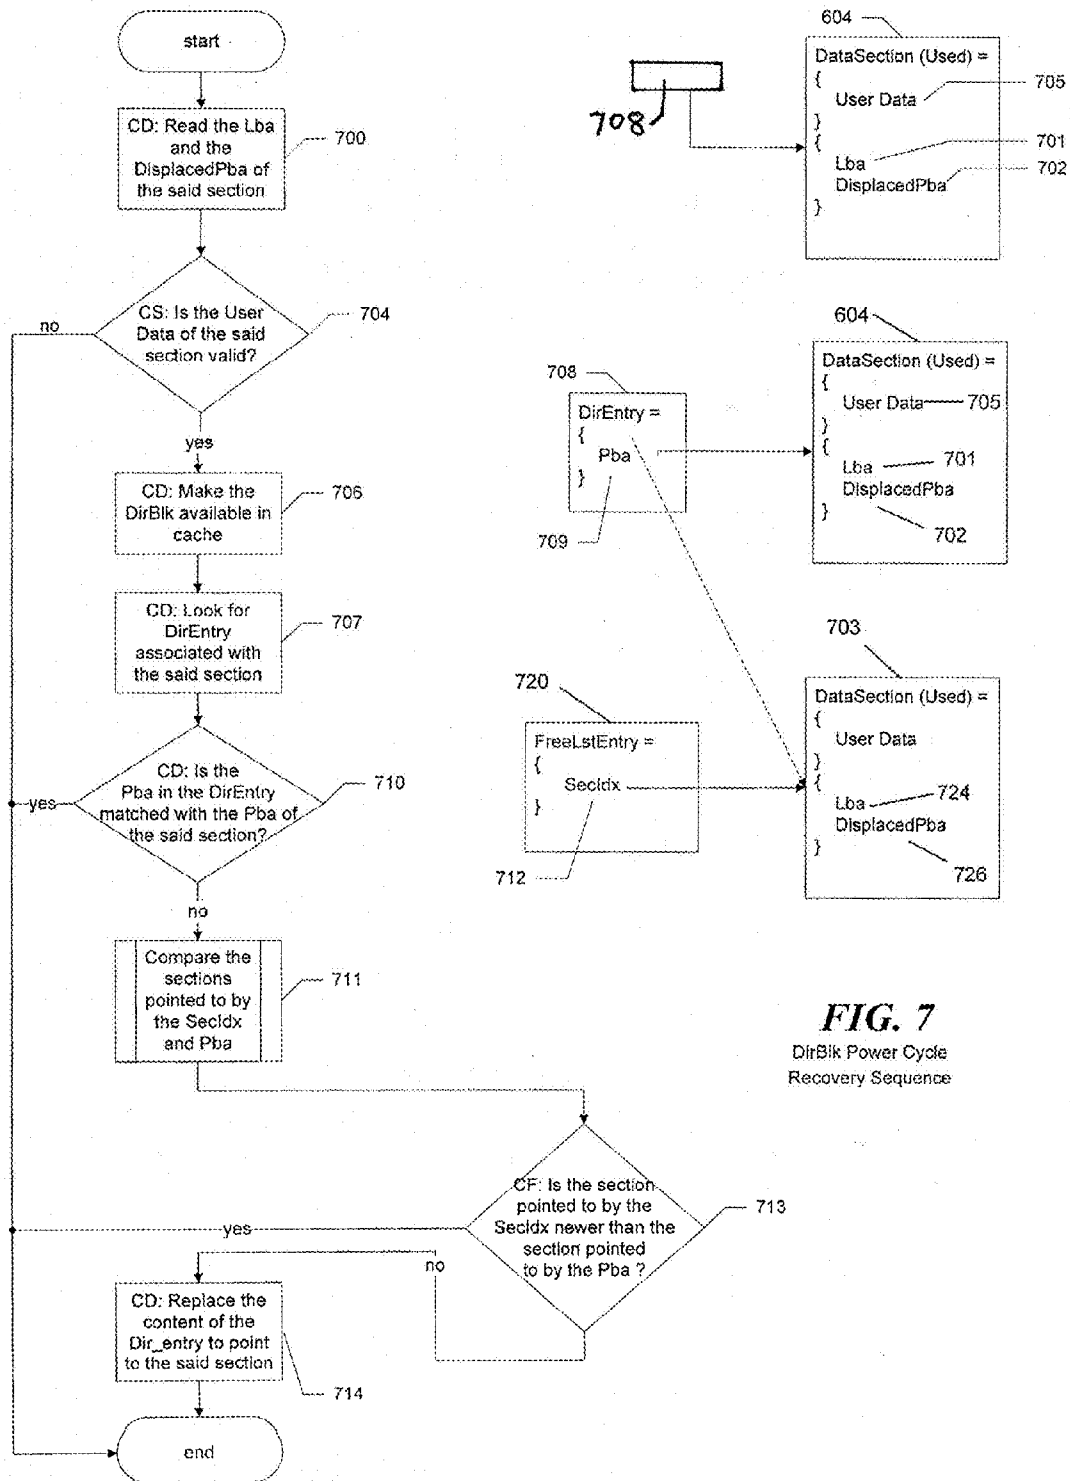 start
CD: Read the Lba
and the
DisplacedPba of
the said section
700
CS: Is the User
Data of the said
section valid?
704
no
yes
CD: Make the
DirBlk available in
cache
706
CD: Look for
DirEntry
associated with
the said section
707
CD: Is the
Pba in the DirEntry
matched with the Pba of
the said section?
710
yes
no
Compare the
sections
pointed to by
the SecIdx
and Pba
711
CF: Is the section
pointed to by the
SecIdx newer than the
section pointed
to by the Pba ?
713
yes
no
CD: Replace the
content of the
Dir_entry to point
to the said section
714
end
708
604
DataSection (Used) =
{
User Data
705
}
{
Lba
701
DisplacedPba
702
}
708
DirEntry =
{
Pba
}
709
604
DataSection (Used) =
{
User Data
705
}
{
Lba
701
DisplacedPba
}
702
720
FreeLstEntry =
{
SecIdx
}
712
703
DataSection (Used) =
{
User Data
}
{
Lba
724
DisplacedPba
}
726
FIG. 7
DirBlk Power Cycle
Recovery Sequence